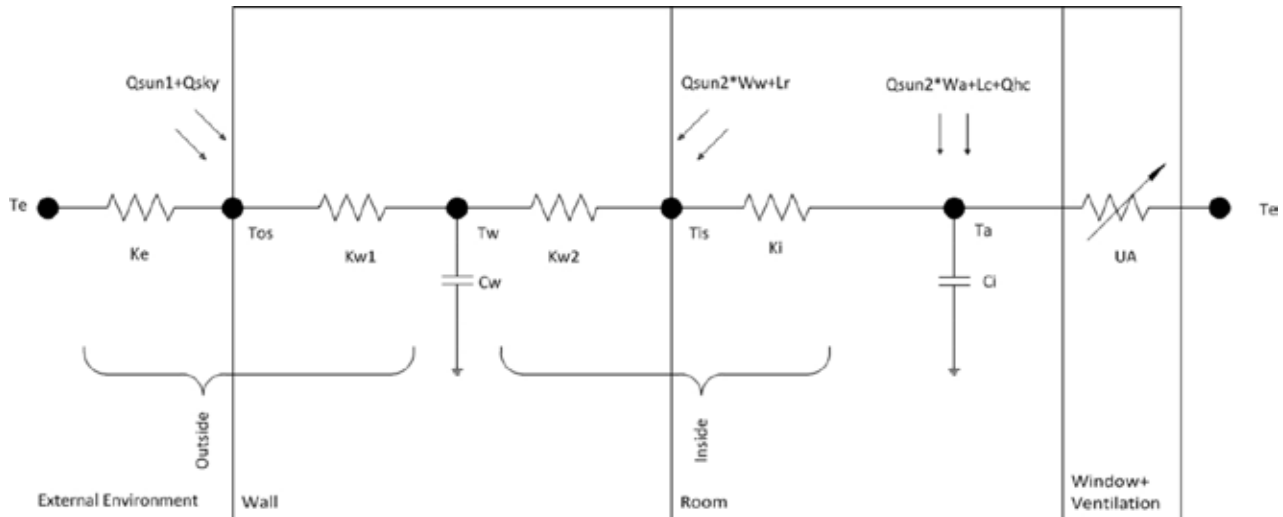 Qsun1+Qsky
Qsun2*Ww+Lr
Qsun2*Wa+Lc+Qhc
Te
Ke
Tos
Kw1
Tw
Cw
Kw2
Tis
Ki
Ta
Ci
UA
Te
Outside
Inside
External Environment
Wall
Room
Window+
Ventilation